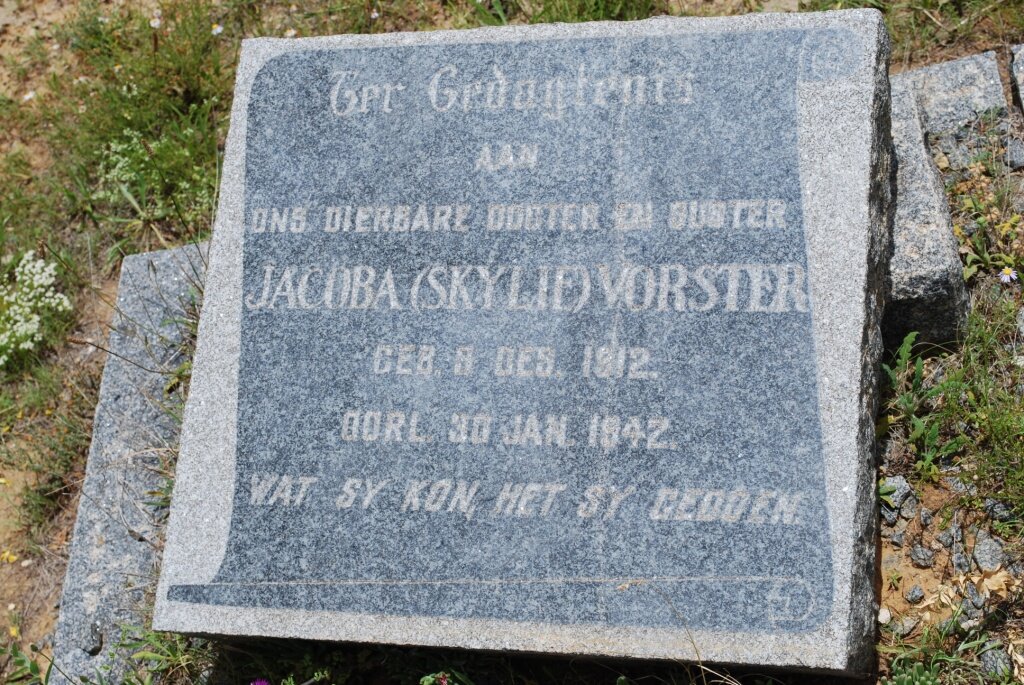 Ter Gedagtenis
AAN
ONS DIERBARE DOGTER EN SUSTER
JACOBA (SKYLIE) VORSTER
GEB. 8 DES. 1912.
OORL. 30 JAN. 1942.
WAT SY KON, HET SY GEDOEN.